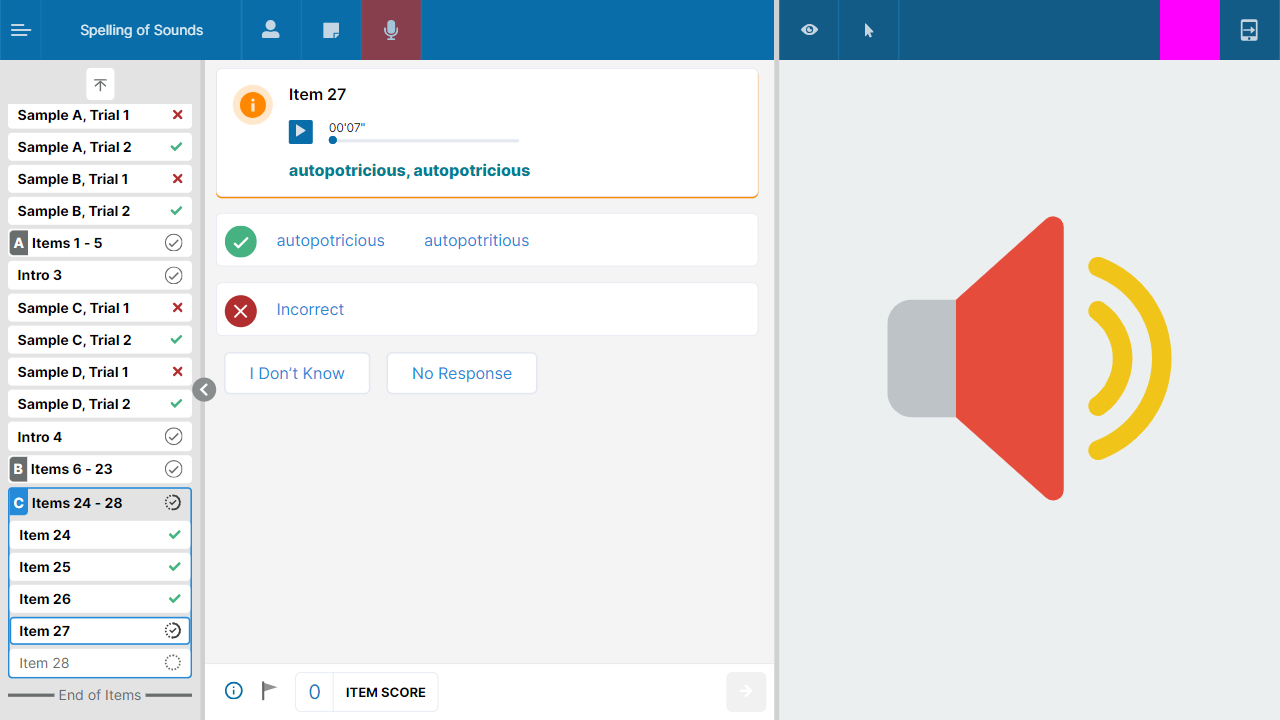 Spelling of Sounds
Sample A, Trial 1
Sample A, Trial 2
Sample B, Trial 1
Sample B, Trial 2
A Items 1 - 5
Intro 3
Sample C, Trial 1
Sample C, Trial 2
Sample D, Trial 1
Sample D, Trial 2
Intro 4
B Items 6 - 23
C Items 24 - 28
Item 24
Item 25
Item 26
Item 27
Item 28
End of Items
Item 27
00'07"
autopotricious, autopotricious
autopotricious autopotritious
Incorrect
I Don’t Know No Response
0 ITEM SCORE